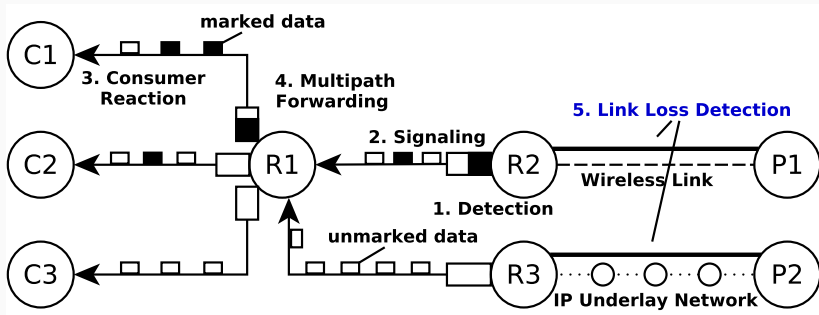 marked data
C1
3. Consumer
Reaction
4. Multipath
Forwarding
5. Link Loss Detection
2. Signaling
C2
R1
R2
P1
Wireless Link
1. Detection
unmarked data
C3
R3
P2
IP Underlay Network